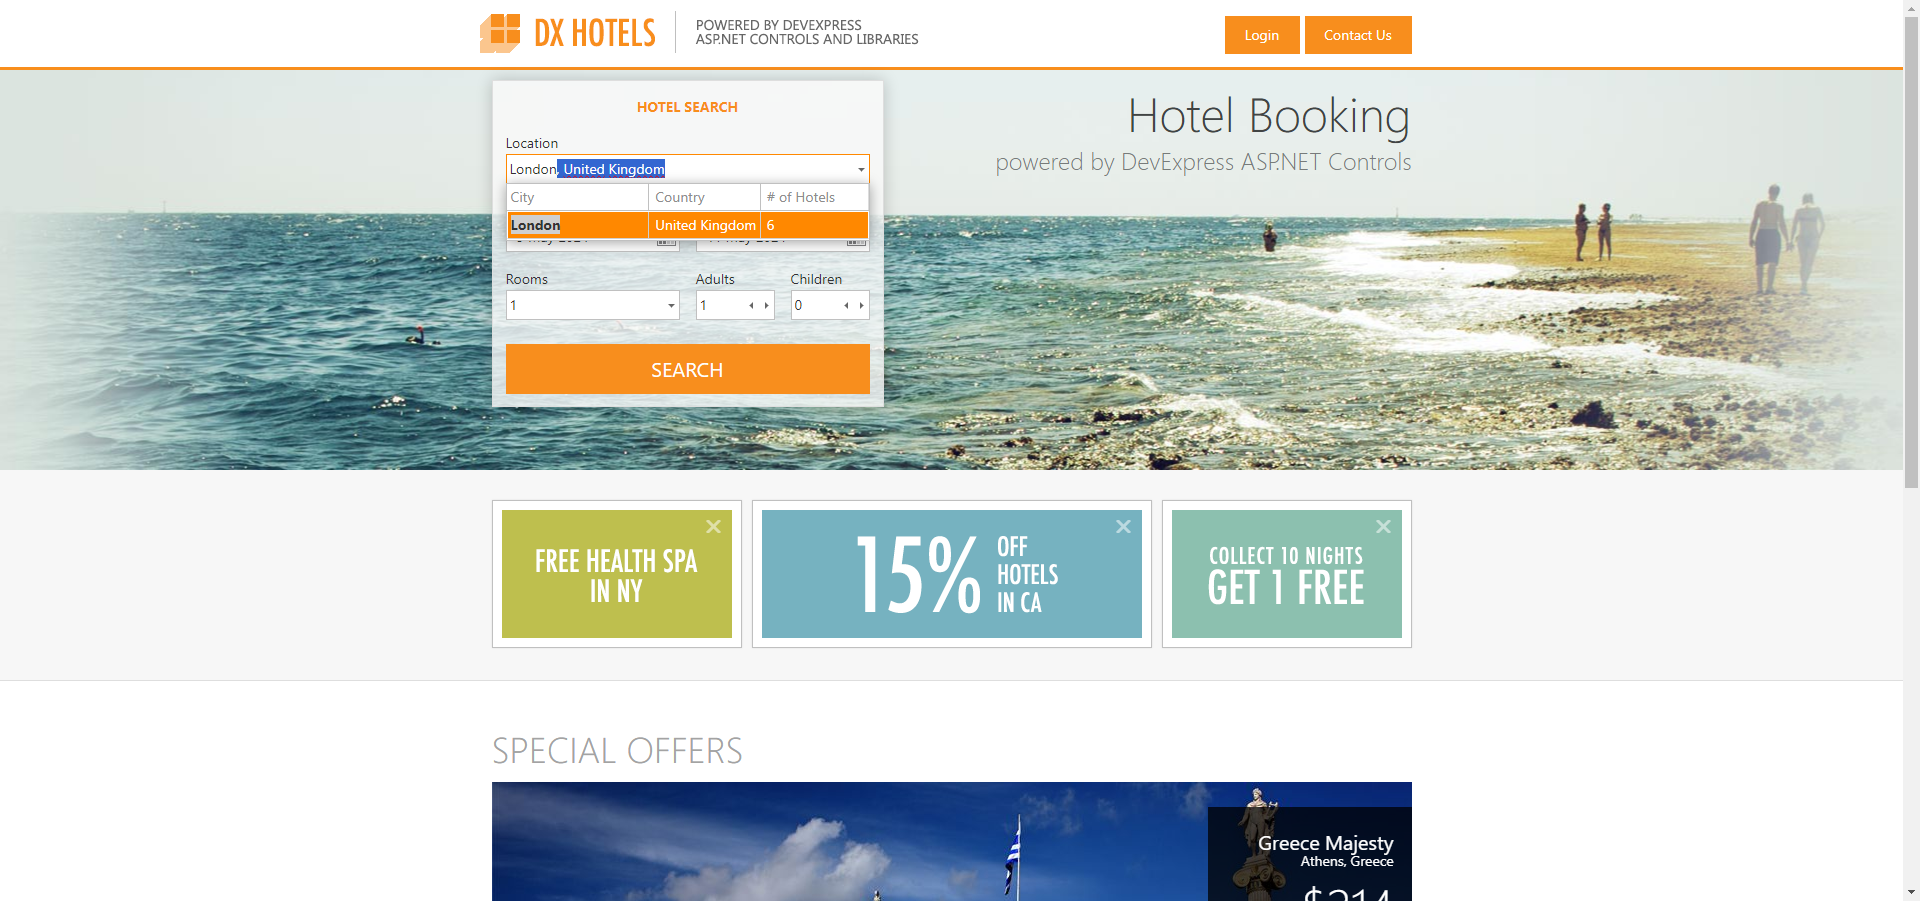 DX HOTELS
POWERED BY DEVEXPRESS
ASP.NET CONTROLS AND LIBRARIES
Login
Contact Us
HOTEL SEARCH
Location
London, United Kingdom
City Country # of Hotels
London United Kingdom 6
Rooms Adults Children
1 1 0
SEARCH
Hotel Booking
powered by DevExpress ASP.NET Controls
FREE HEALTH SPA
IN NY
15%
OFF
HOTELS
IN CA
COLLECT 10 NIGHTS
GET 1 FREE
SPECIAL OFFERS
Greece Majesty
Athens, Greece
$214